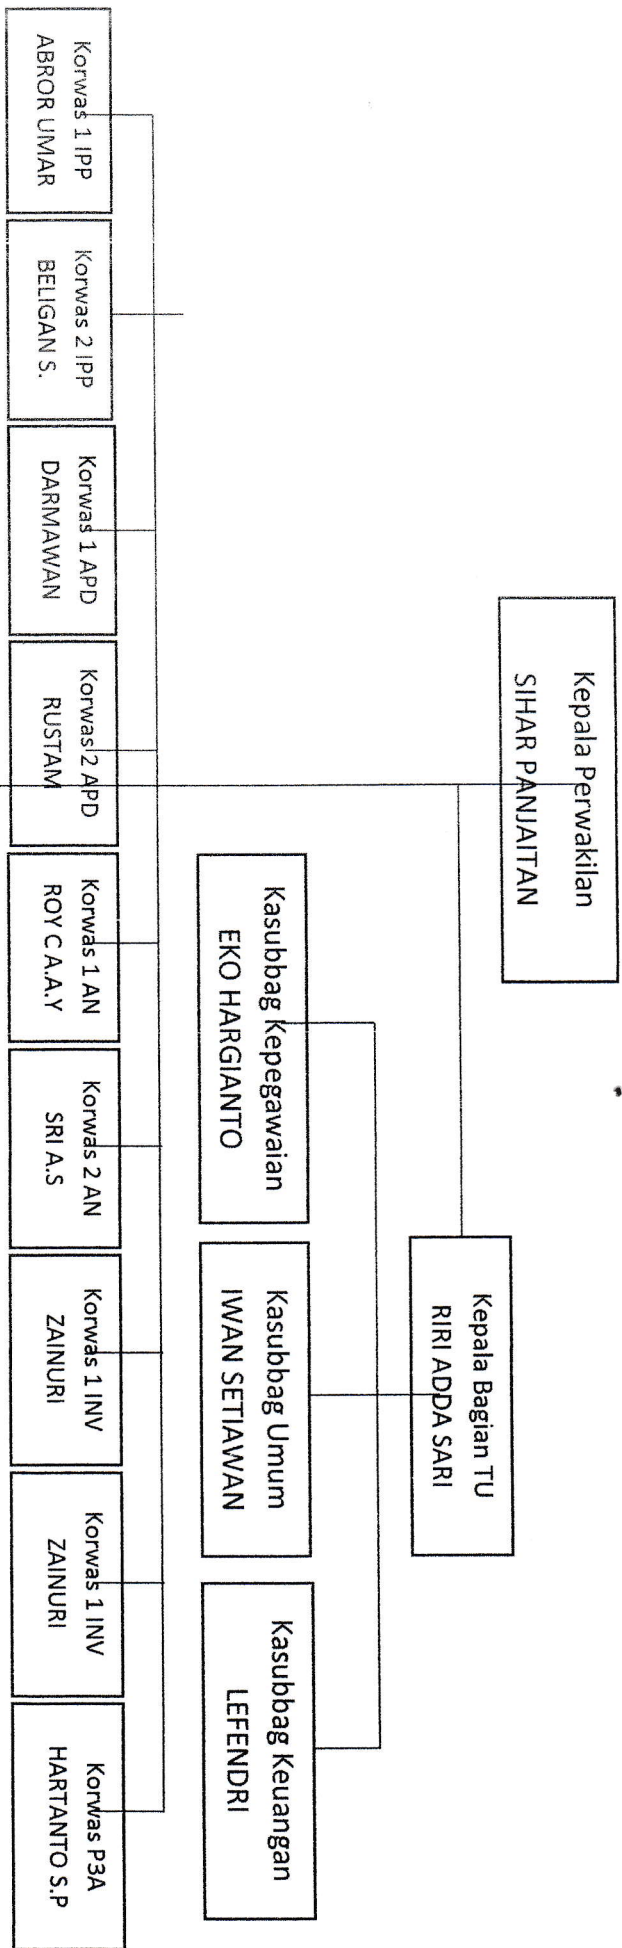 Kepala Perwakilan
SIHAR PANJAITAN
Kepala Bagian TU
RIRI ADDA SARI
Kasubbag Kepegawaian
EKO HARGIANTO
Kasubbag Umum
IWAN SETIAWAN
Kasubbag Keuangan
LEFENDRI
Korwas 1 IPP
ABROR UMAR
Korwas 2 IPP
BELIGAN S.
Korwas 1 APD
DARMAWAN
Korwas 2 APD
RUSTAM
Korwas 1 AN
ROY C A.A.Y
Korwas 2 AN
SRI A.S
Korwas 1 INV
ZAINURI
Korwas 1 INV
ZAINURI
Korwas P3A
HARTANTO S.P